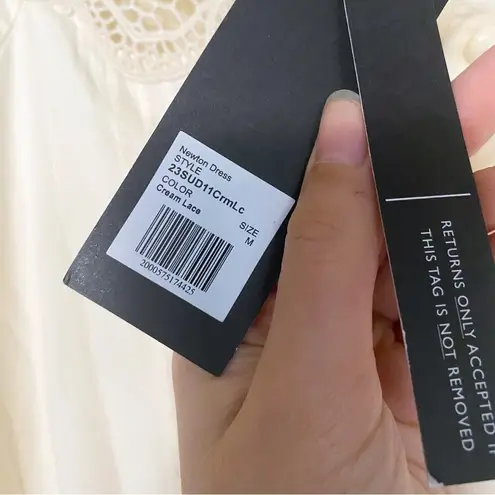 Newton Dress
STYLE
23SUD11CrmLc
COLOR SIZE
Cream Lace M
2000575174425
RETURNS ONLY ACCEPTED
THIS TAG IS NOT REMOVED